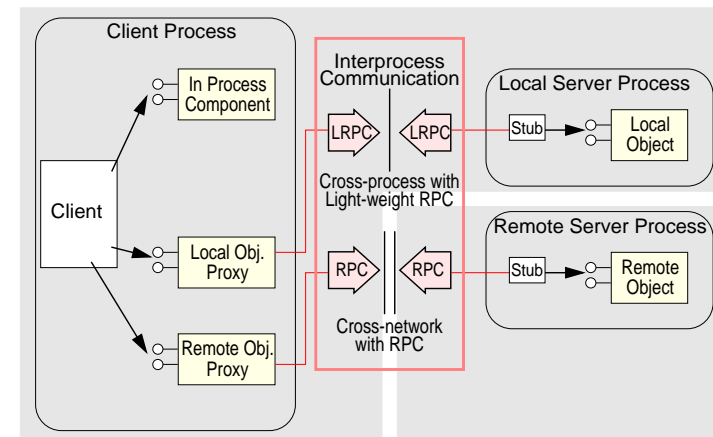 Client Process
In Process
Component
Client
Local Obj.
Proxy
Remote Obj.
Proxy
Interprocess
Communication
LRPC
LRPC
Cross-process with
Light-weight RPC
RPC
RPC
Cross-network
with RPC
Local Server Process
Stub
Local
Object
Remote Server Process
Stub
Remote
Object